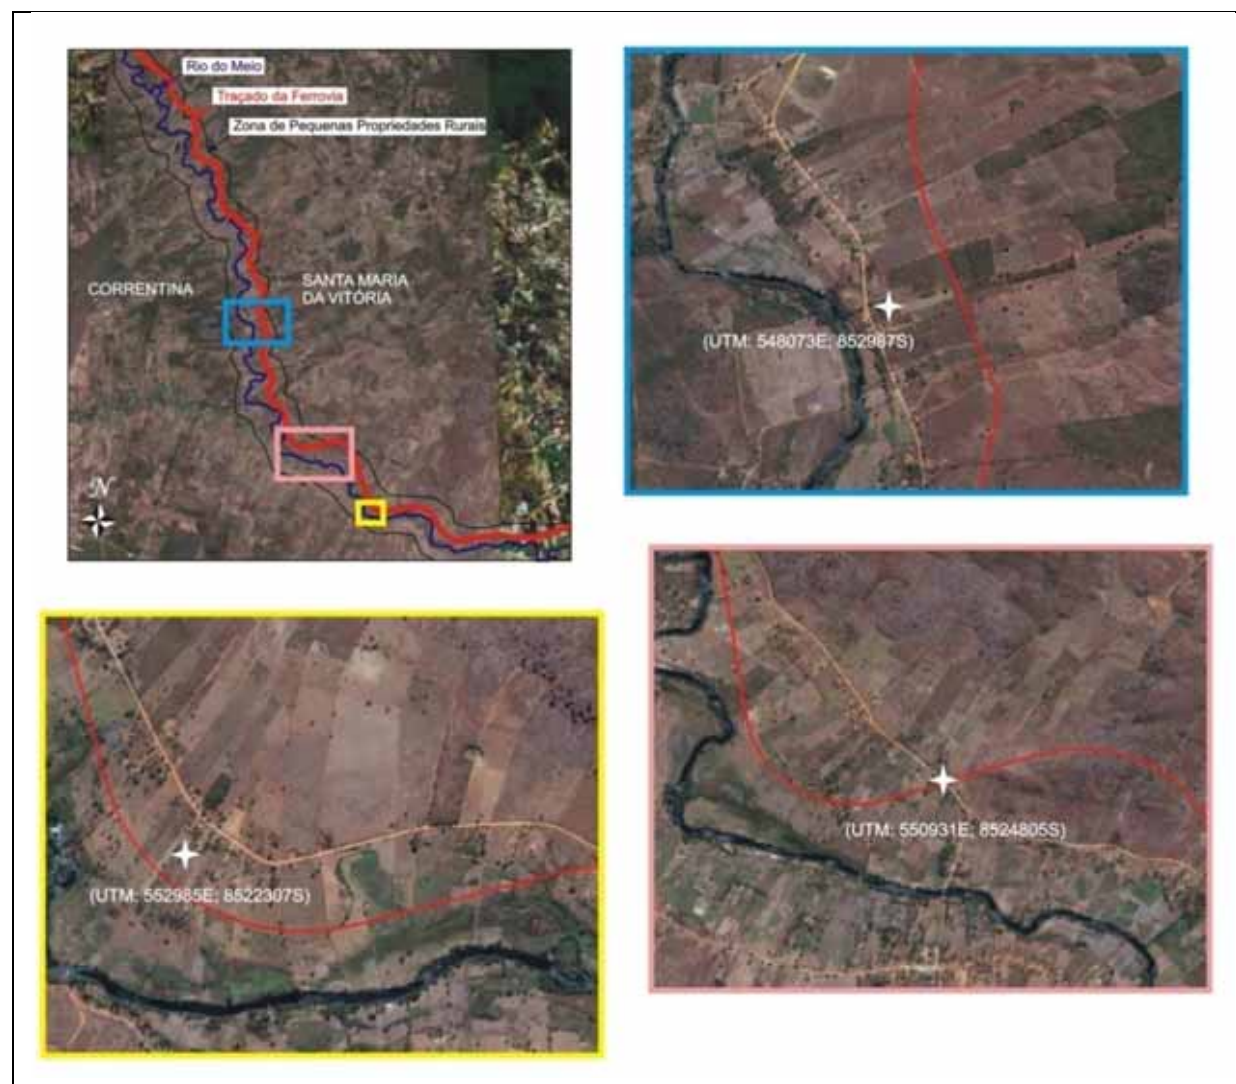 Rio do Meio
Traçado da Ferrovia
Zona de Pequenas Propriedades Rurais
CORRENTINA
SANTA MARIA
DA VITÓRIA
N
(UTM: 548073E; 852987S)
(UTM: 552985E; 8522307S)
(UTM: 550931E; 8524805S)